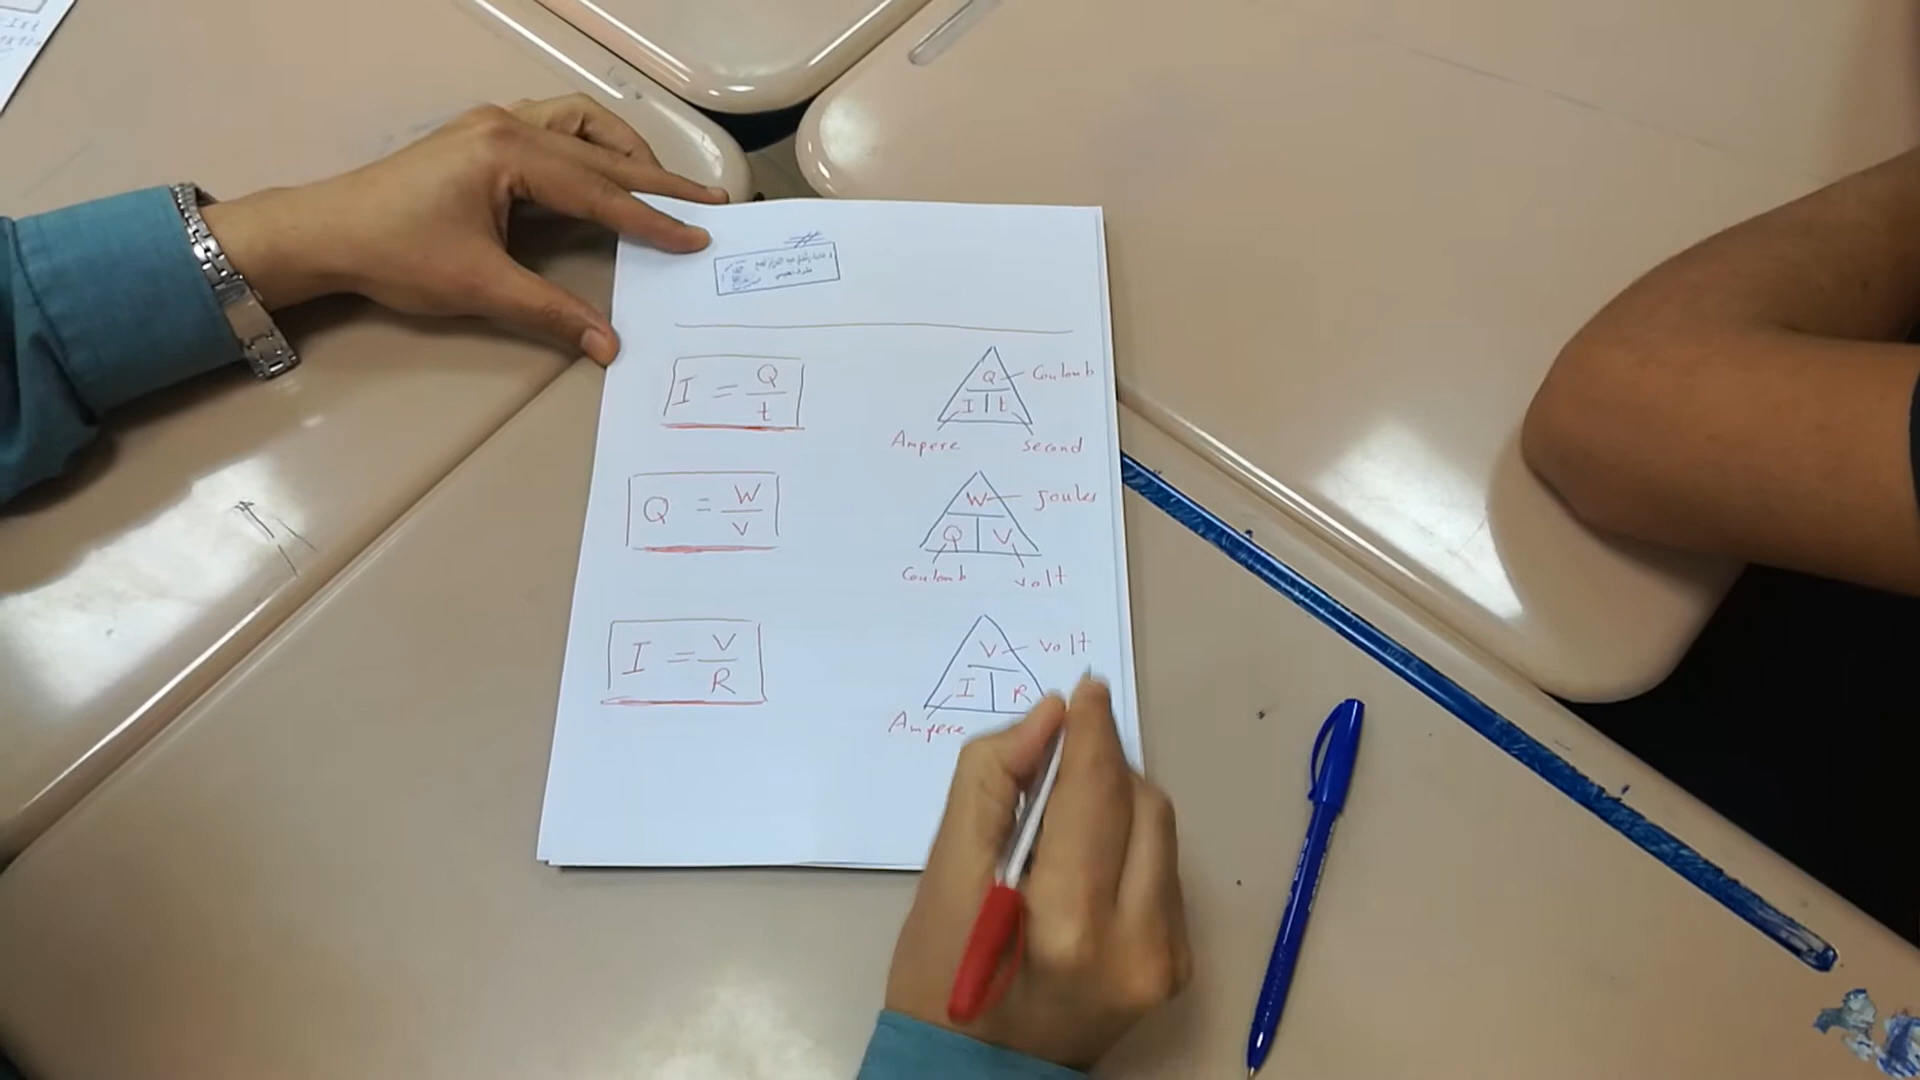 I = Q/t
Q
I t
Coulomb
Ampere
second
Q = W/V
W
Q V
Joules
Coulomb
volt
I = V/R
V
I R
volt
Ampere